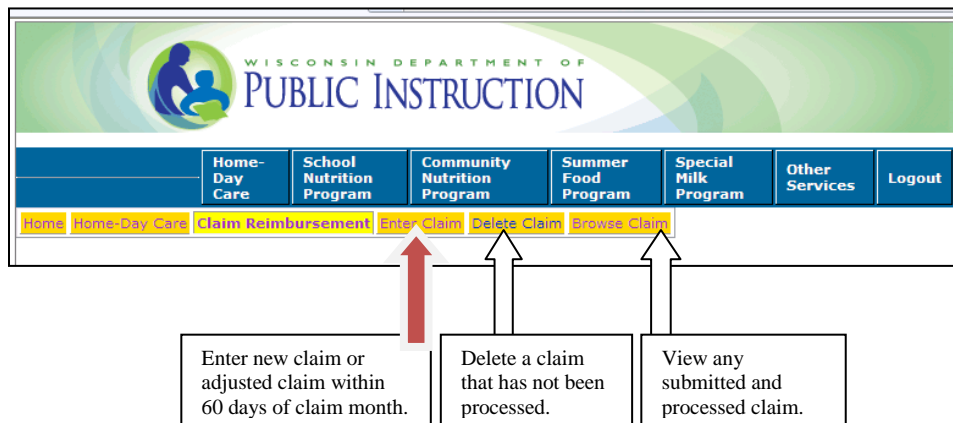 WISCONSIN DEPARTMENT OF
PUBLIC INSTRUCTION
Home-
Day
Care
School
Nutrition
Program
Community
Nutrition
Program
Summer
Food
Program
Special
Milk
Program
Other
Services
Logout
Home Home-Day Care Claim Reimbursement Enter Claim Delete Claim Browse Claim
Enter new claim or
adjusted claim within
60 days of claim month.
Delete a claim
that has not been
processed.
View any
submitted and
processed claim.